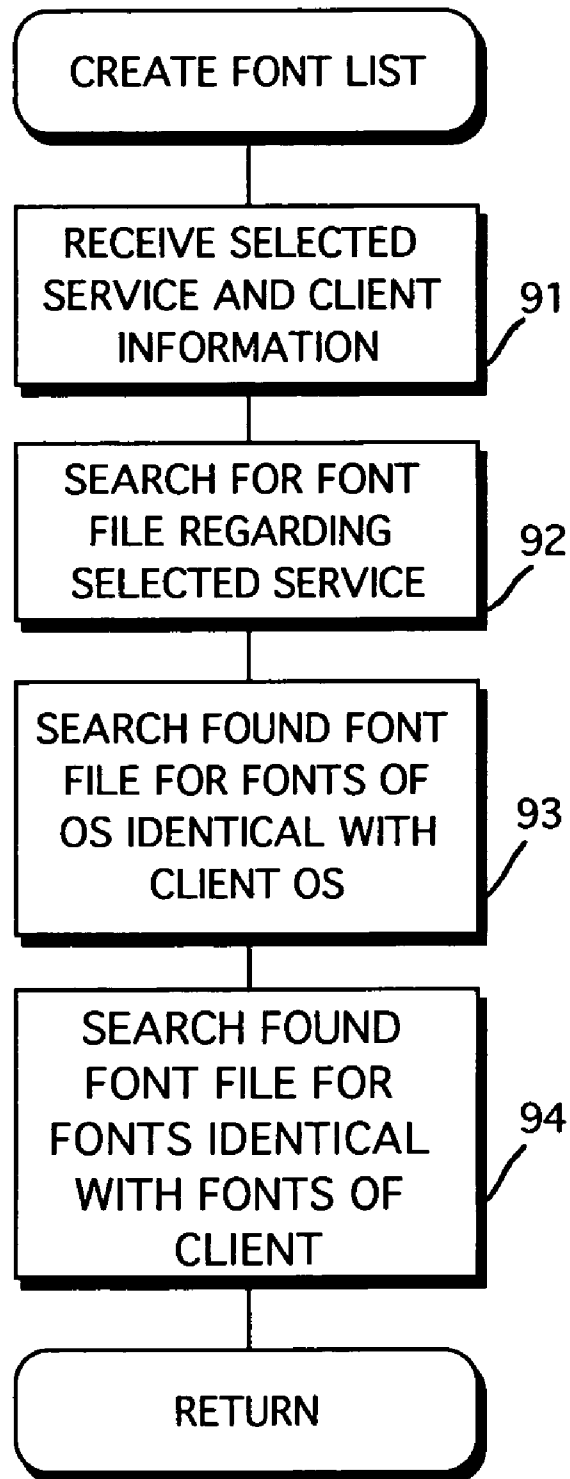 CREATE FONT LIST
RECEIVE SELECTED
SERVICE AND CLIENT
INFORMATION
91
SEARCH FOR FONT
FILE REGARDING
SELECTED SERVICE
92
SEARCH FOUND FONT
FILE FOR FONTS OF
OS IDENTICAL WITH
CLIENT OS
93
SEARCH FOUND
FONT FILE FOR
FONTS IDENTICAL
WITH FONTS OF
CLIENT
94
RETURN